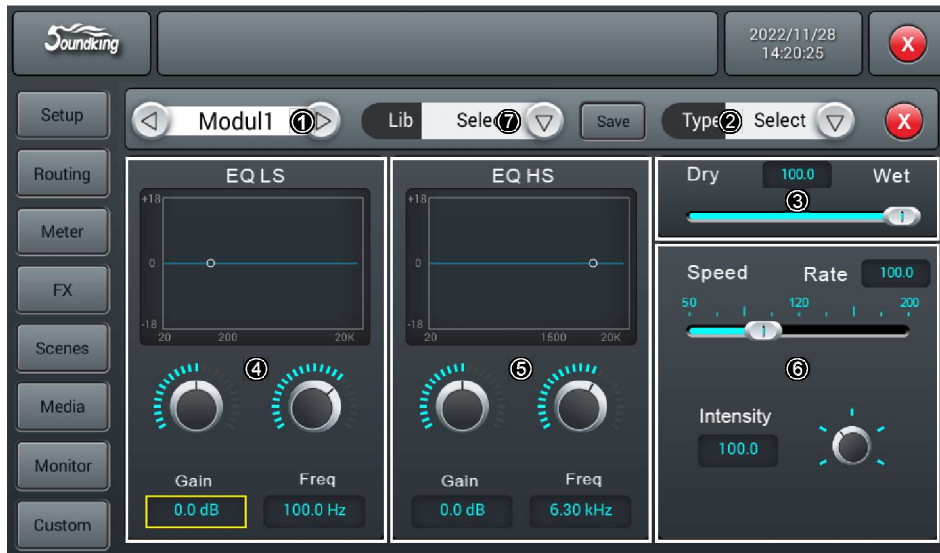 Soundking
2022/11/28
14:20:25
X
Setup
Routing
Meter
FX
Scenes
Media
Monitor
Custom
Modul1 ①
Lib Select ⑦
Save
Type ② Select
X
EQ LS
+18
0
-18
20 200 20K
④
Gain Freq
0.0 dB 100.0 Hz
EQ HS
+18
0
-18
20 1500 20K
⑤
Gain Freq
0.0 dB 6.30 kHz
Dry 100.0 Wet
③
Speed Rate 100.0
50 120 200
⑥
Intensity
100.0